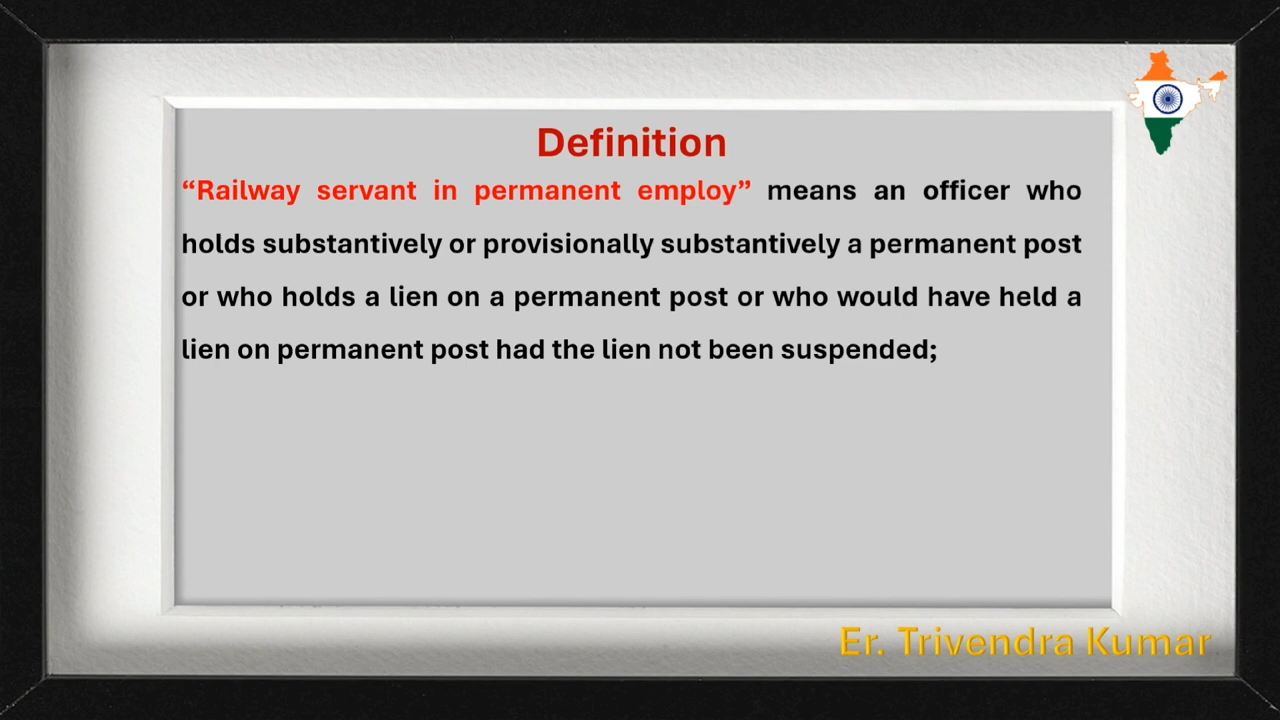 Definition
“Railway servant in permanent employ” means an officer who
holds substantively or provisionally substantively a permanent post
or who holds a lien on a permanent post or who would have held a
lien on permanent post had the lien not been suspended;
Er. Trivendra Kumar